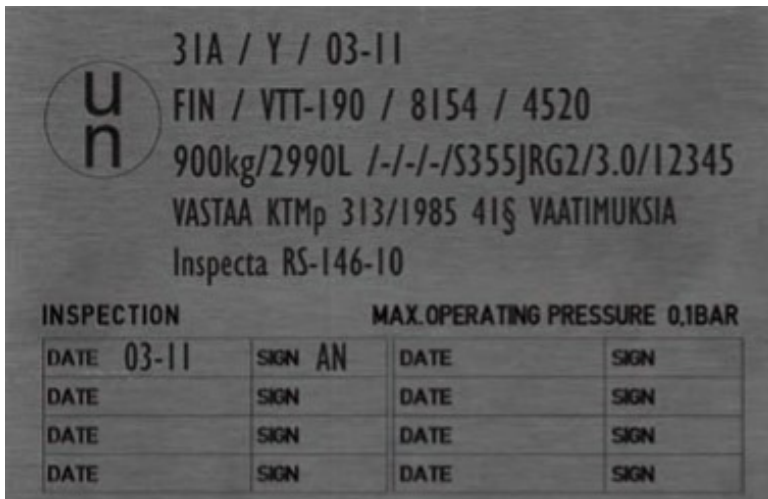 un
31A / Y / 03-11
FIN / VTT-190 / 8154 / 4520
900kg/2990L /-/-/-/S355JRG2/3.0/12345
VASTAA KTMp 313/1985 41§ VAATIMUKSIA
Inspecta RS-146-10
INSPECTION MAX.OPERATING PRESSURE 0,1BAR
DATE 03-11 SIGN AN DATE SIGN
DATE SIGN DATE SIGN
DATE SIGN DATE SIGN
DATE SIGN DATE SIGN